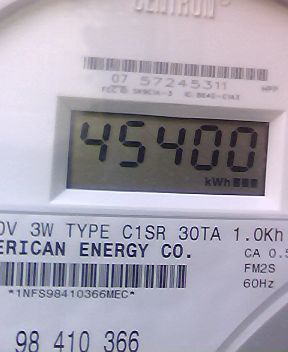 CENTRON®
07 57245311
45400
kWh
0V 3W TYPE C1SR 30TA 1.0Kh
ERICAN ENERGY CO.
CA 0.5
FM2S
60Hz
*1NFS98410366MEC*
98 410 366